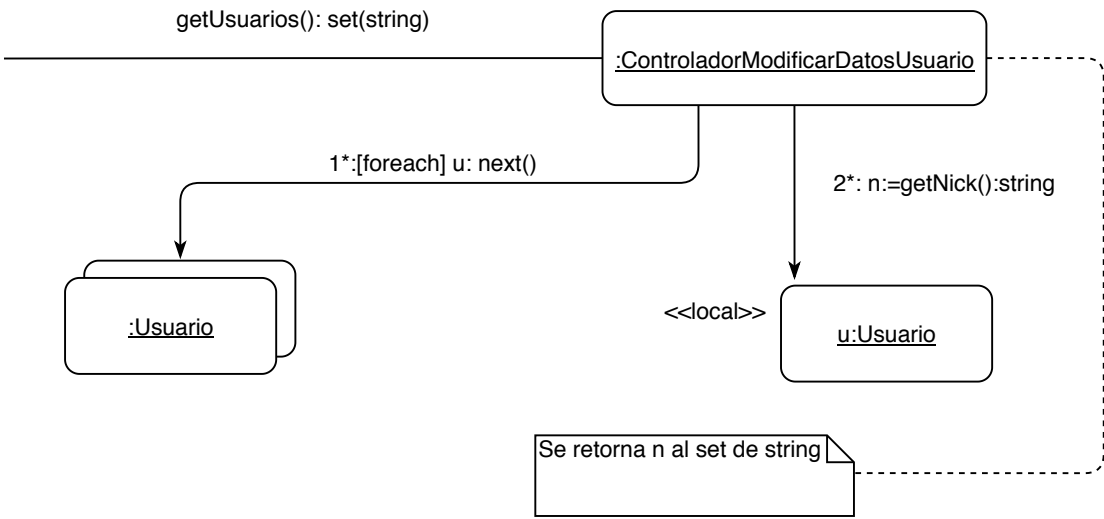 getUsuarios(): set(string)
:ControladorModificarDatosUsuario
1*:[foreach] u: next()
2*: n:=getNick():string
:Usuario
<<local>>
u:Usuario
Se retorna n al set de string